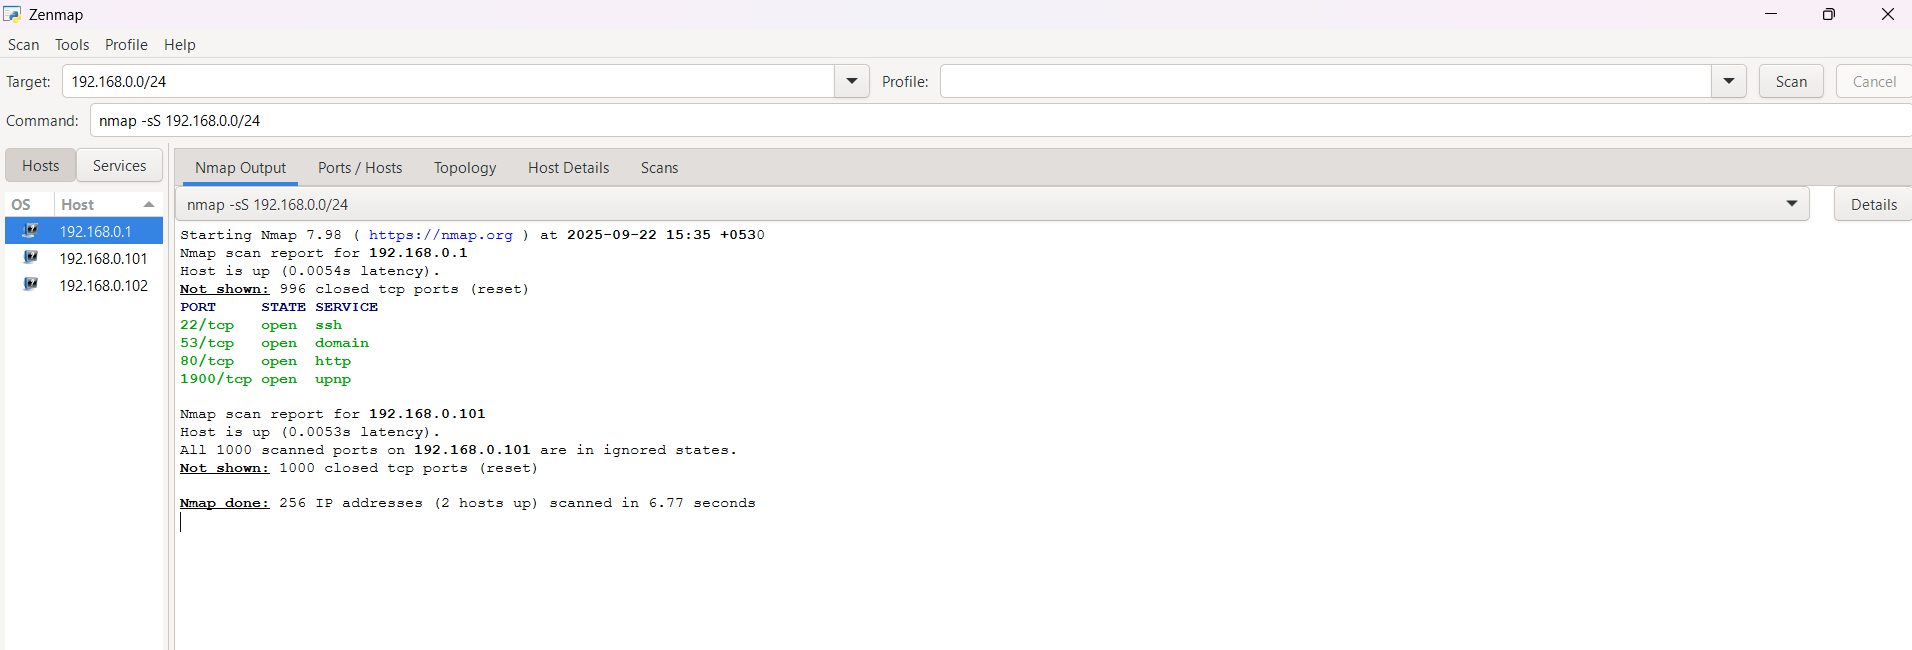 Zenmap
Scan Tools Profile Help
Target: 192.168.0.0/24 Profile: Scan Cancel
Command: nmap -sS 192.168.0.0/24
Hosts Services
Nmap Output Ports / Hosts Topology Host Details Scans
OS Host
nmap -sS 192.168.0.0/24 Details
192.168.0.1
192.168.0.101
192.168.0.102
Starting Nmap 7.98 ( https://nmap.org ) at 2025-09-22 15:35 +0530
Nmap scan report for 192.168.0.1
Host is up (0.0054s latency).
Not shown: 996 closed tcp ports (reset)
PORT     STATE SERVICE
22/tcp   open  ssh
53/tcp   open  domain
80/tcp   open  http
1900/tcp open  upnp
Nmap scan report for 192.168.0.101
Host is up (0.0053s latency).
All 1000 scanned ports on 192.168.0.101 are in ignored states.
Not shown: 1000 closed tcp ports (reset)
Nmap done: 256 IP addresses (2 hosts up) scanned in 6.77 seconds